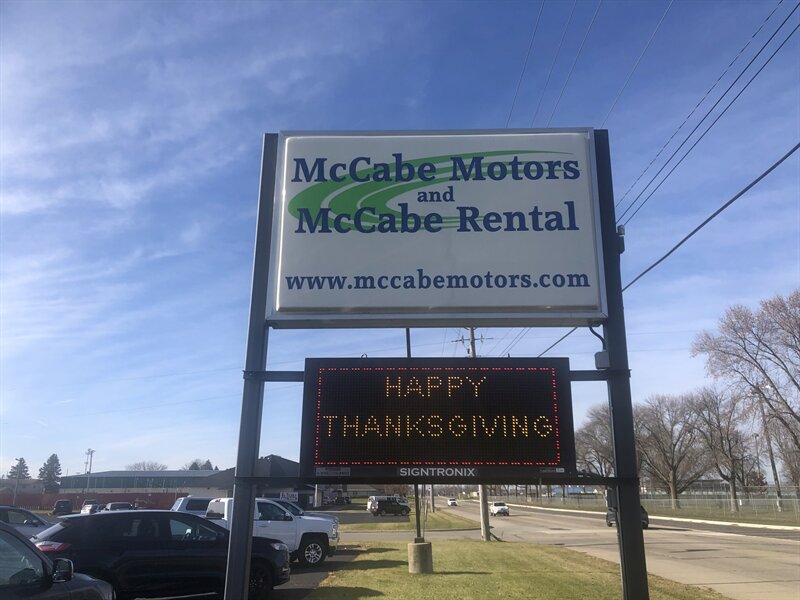 McCabe Motors
and
McCabe Rental
www.mccabemotors.com
HAPPY
THANKSGIVING
SIGNTRONIX